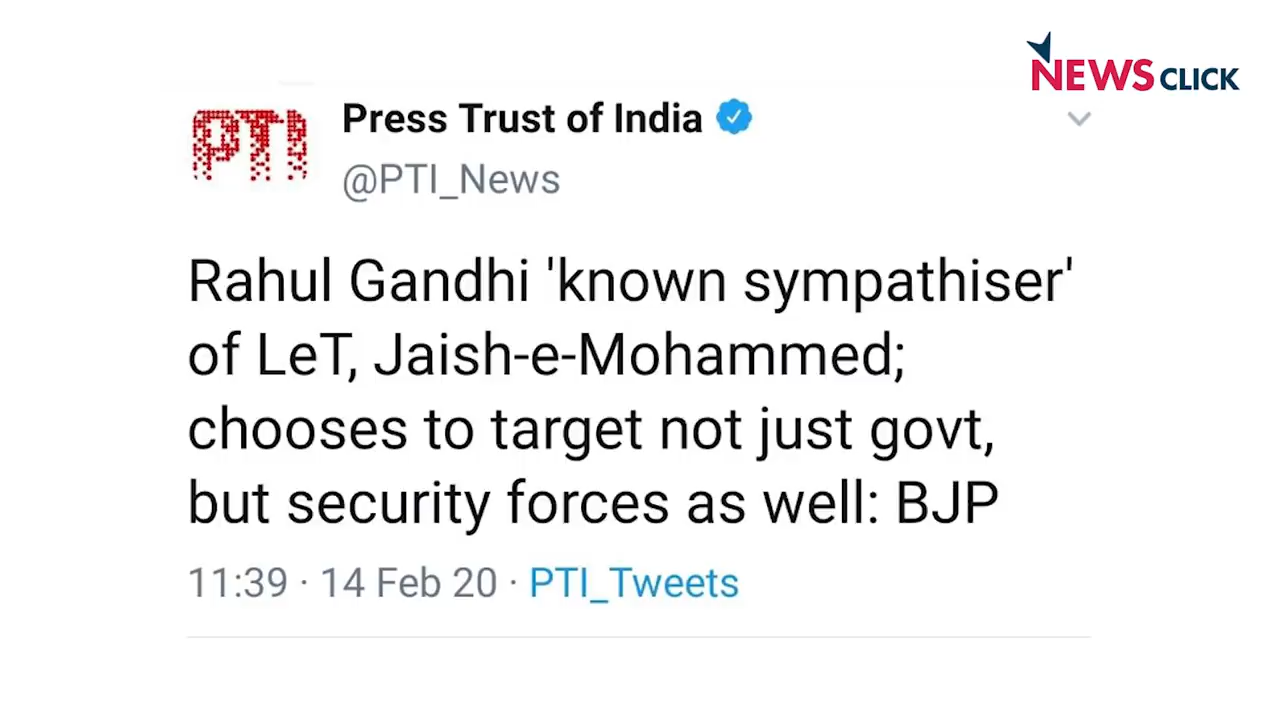 NEWSCLICK
PTI
Press Trust of India
@PTI_News
Rahul Gandhi 'known sympathiser'
of LeT, Jaish-e-Mohammed;
chooses to target not just govt,
but security forces as well: BJP
11:39 · 14 Feb 20 · PTI_Tweets